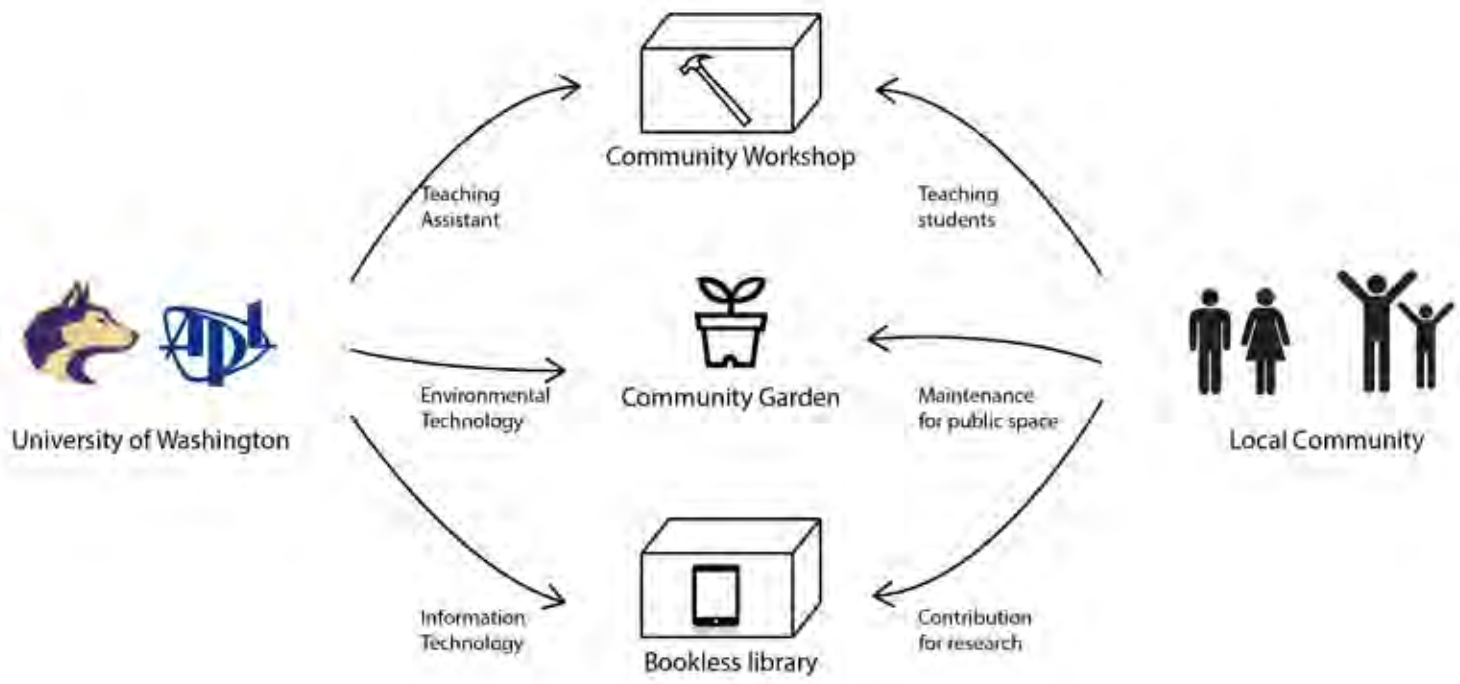 Community Workshop
Teaching
Assistant
Teaching
students
University of Washington
Environmental
Technology
Community Garden
Maintenance
for public space
Local Community
Information
Technology
Bookless library
Contribution
for research